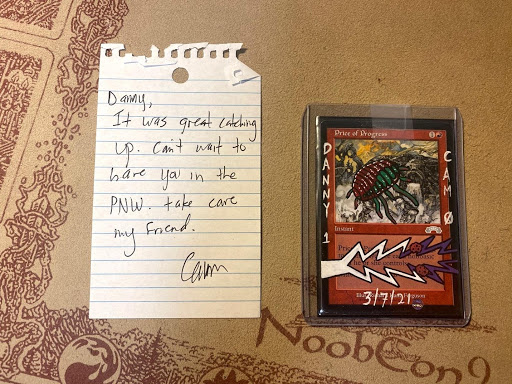 Danny,
It was great catching
up. Can't wait to
have you in the
PNW. take care
my friend.
Cam
Price of Progress
1
DANNY 1
CAM 0
Instant
3/7/21
NoobCon9